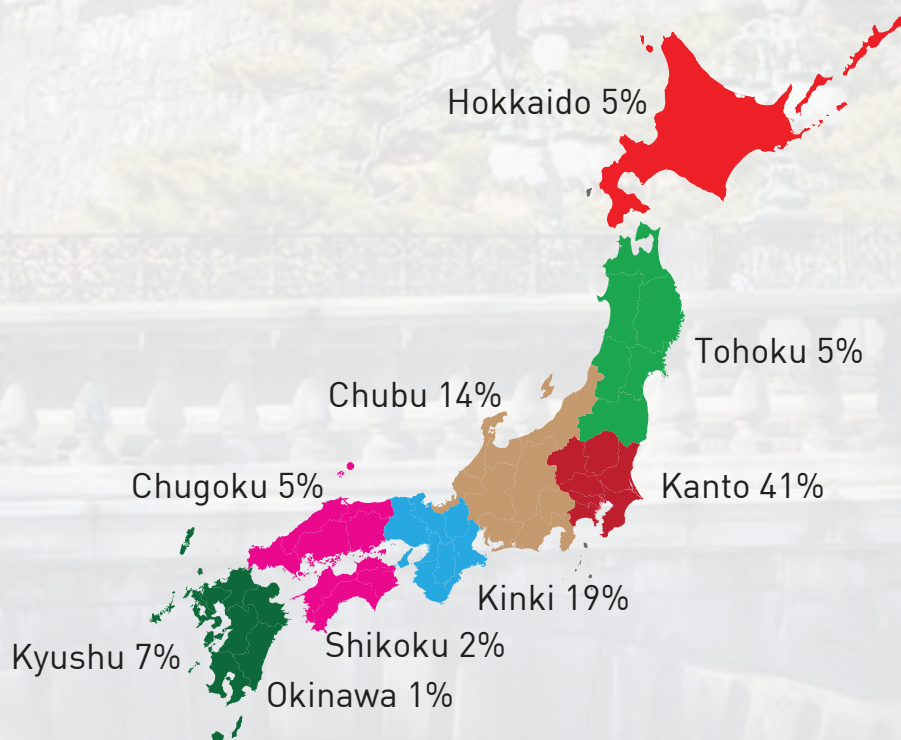 Hokkaido 5%
Tohoku 5%
Chubu 14%
Chugoku 5%
Kanto 41%
Kinki 19%
Shikoku 2%
Kyushu 7%
Okinawa 1%